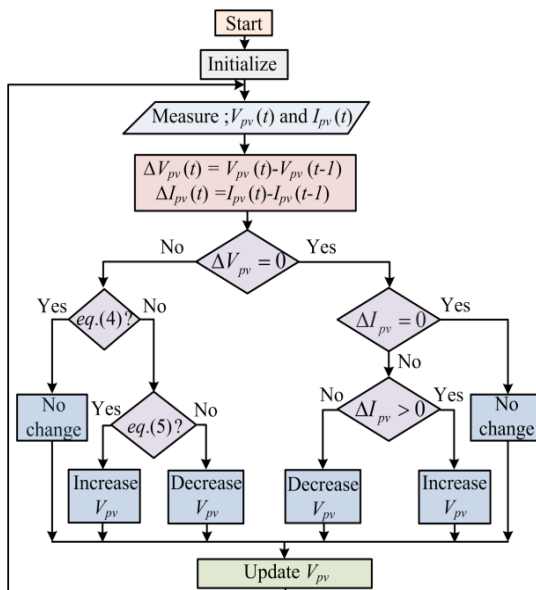 Start
Initialize
Measure ;V_pv(t) and I_pv(t)
ΔV_pv(t) = V_pv(t)-V_pv(t-1)
ΔI_pv(t) =I_pv(t)-I_pv(t-1)
No
ΔV_pv = 0
Yes
Yes
eq.(4)?
No
ΔI_pv = 0
Yes
No
No change
Yes
eq.(5)?
No
No
ΔI_pv > 0
Yes
No change
Increase V_pv
Decrease V_pv
Decrease V_pv
Increase V_pv
Update V_pv